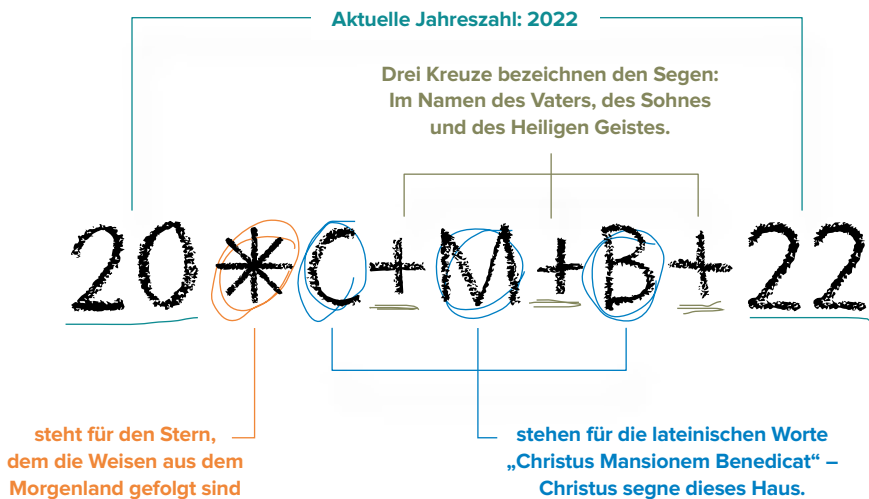 Aktuelle Jahreszahl: 2022
Drei Kreuze bezeichnen den Segen:
Im Namen des Vaters, des Sohnes
und des Heiligen Geistes.
20*C+M+B+22
steht für den Stern,
dem die Weisen aus dem
Morgenland gefolgt sind
stehen für die lateinischen Worte
„Christus Mansionem Benedicat“ –
Christus segne dieses Haus.